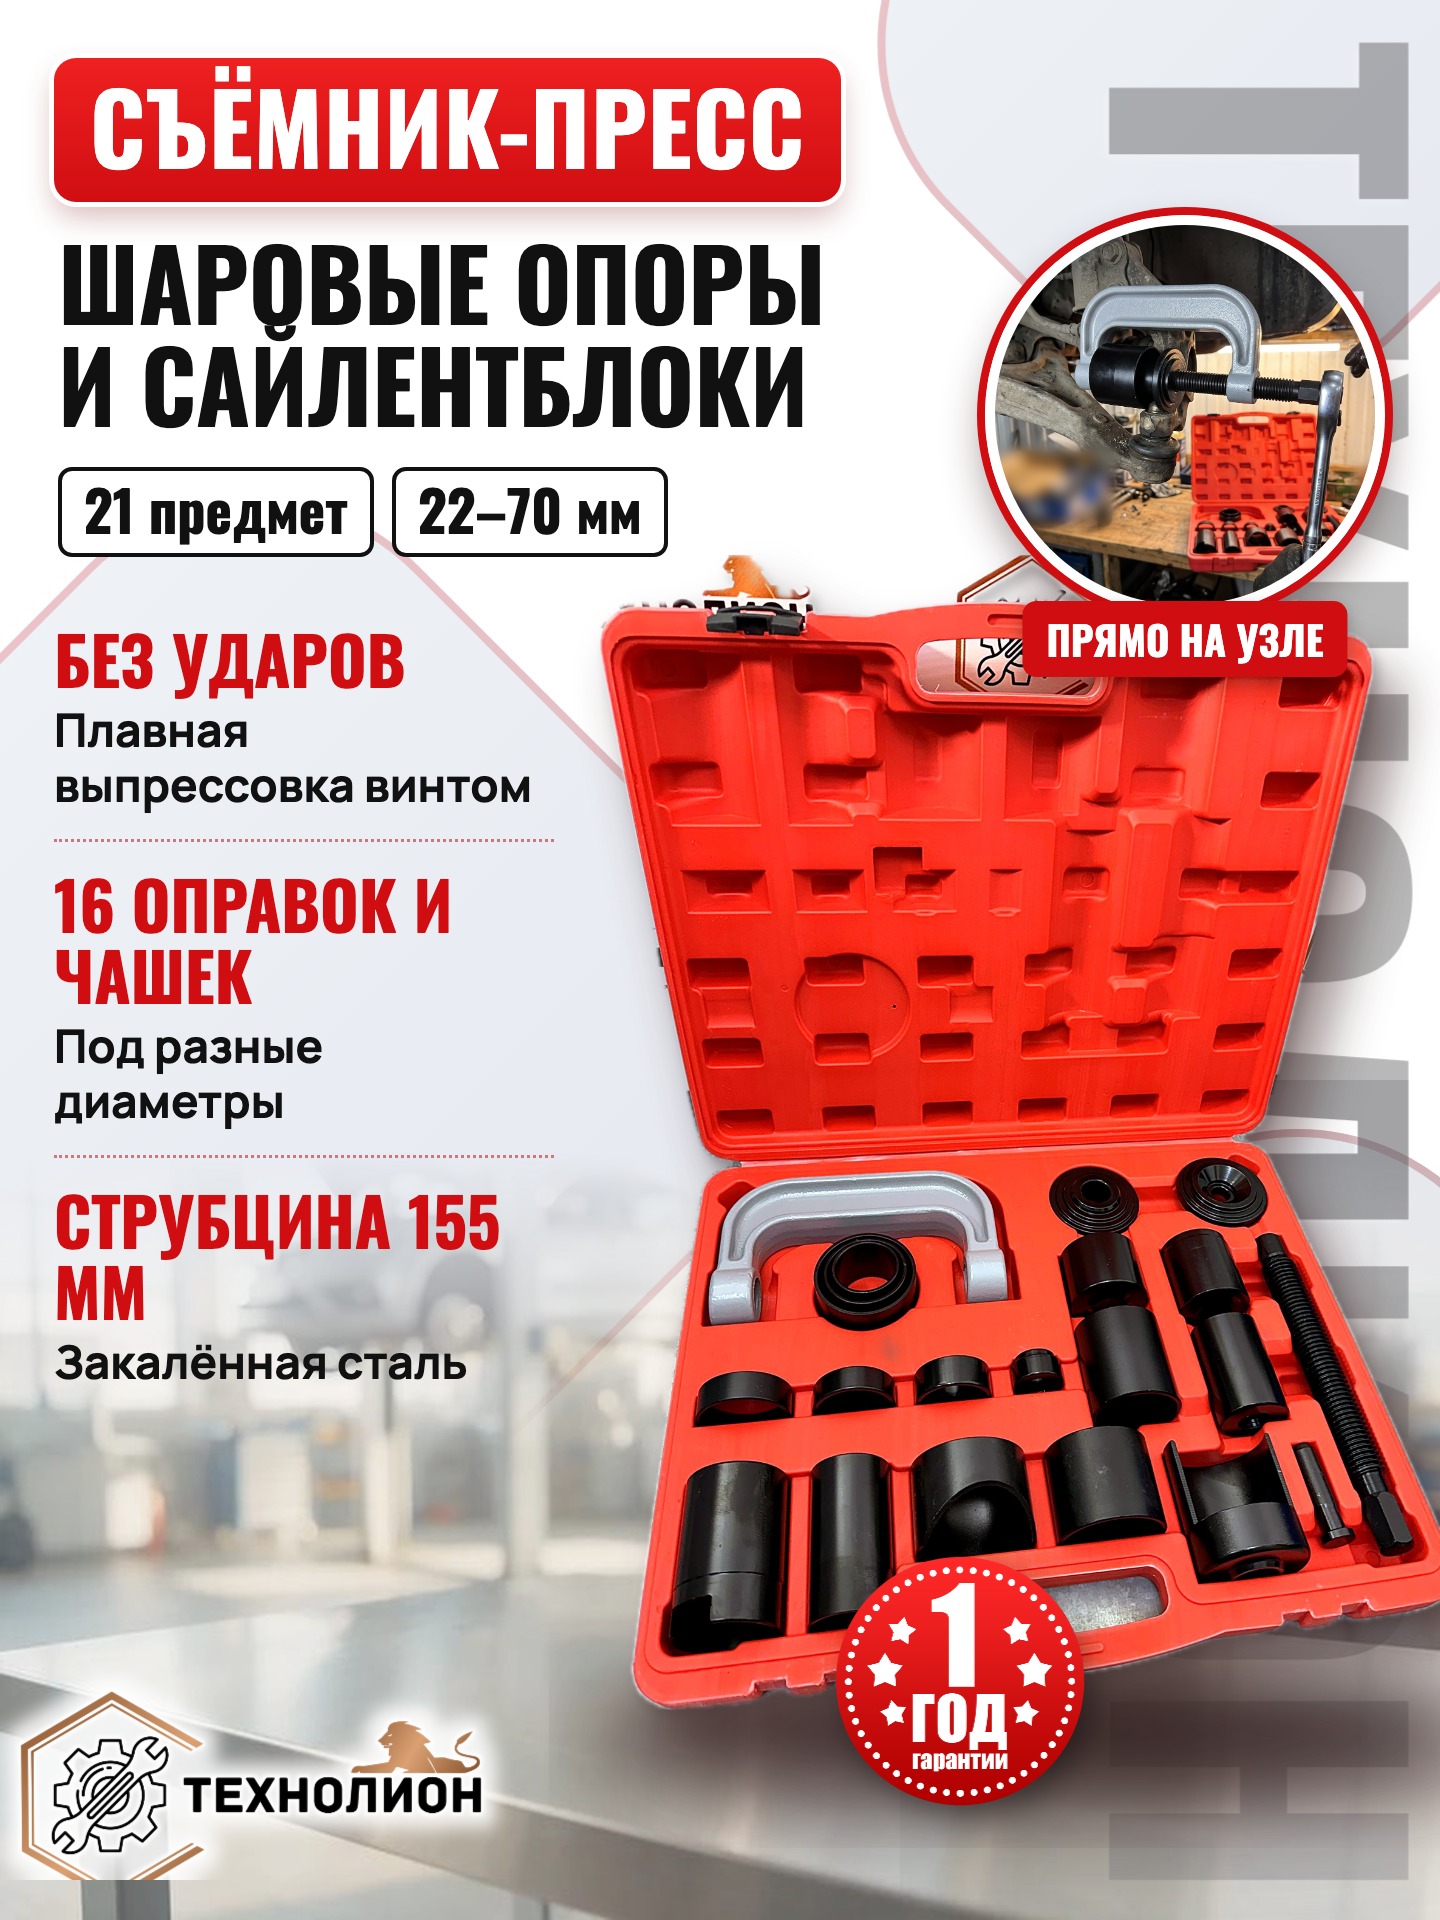 СЪЁМНИК-ПРЕСС
ШАРОВЫЕ ОПОРЫ
И САЙЛЕНТБЛОКИ
21 предмет
22–70 мм
ПРЯМО НА УЗЛЕ
БЕЗ УДАРОВ
Плавная
выпрессовка винтом
16 ОПРАВОК И
ЧАШЕК
Под разные
диаметры
СТРУБЦИНА 155
ММ
Закалённая сталь
1
ГОД
гарантии
ТЕХНОЛИОН